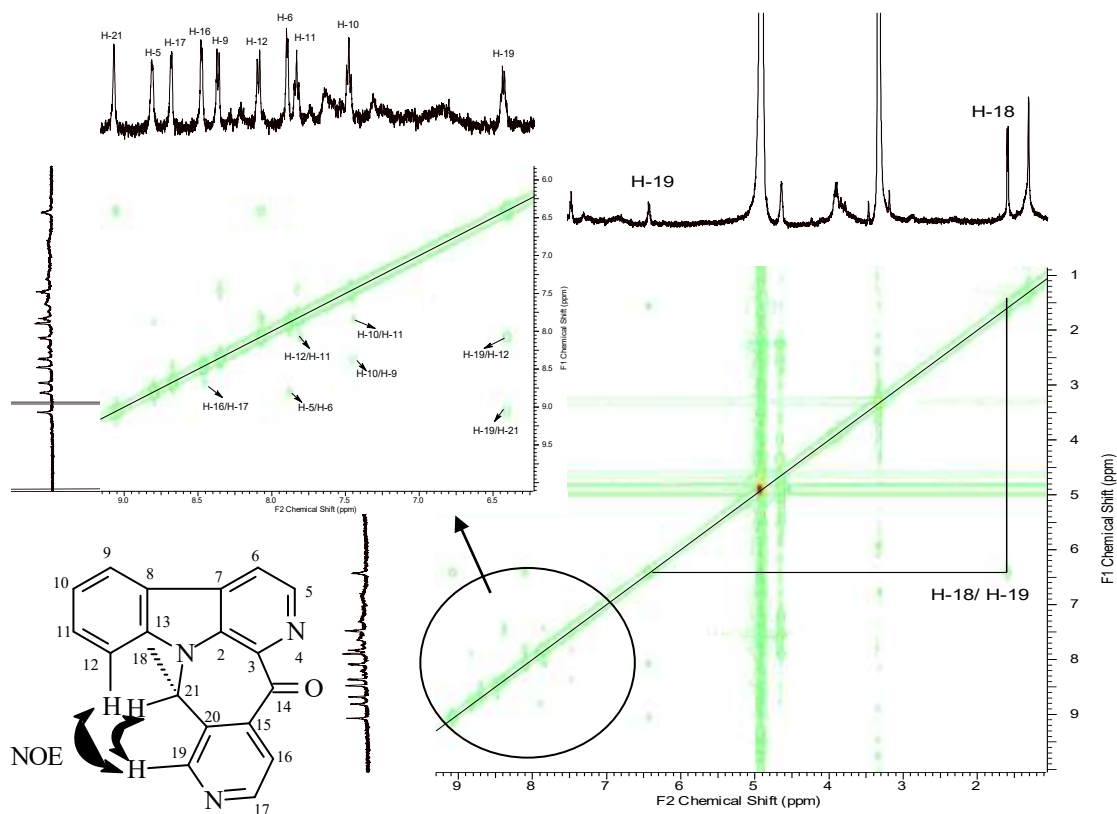 H-21
H-5
H-17
H-16
H-9
H-12
H-6
H-11
H-10
H-19
6.0
6.5
7.0
7.5
8.0
8.5
9.0
9.5
F1 Chemical Shift (ppm)
H-10/H-11
H-12/H-11
H-10/H-9
H-16/H-17
H-5/H-6
H-19/H-12
H-19/H-21
9.0 8.5 8.0 7.5 7.0 6.5
F2 Chemical Shift (ppm)
H-19
H-18
1
2
3
4
5
6
7
8
9
F1 Chemical Shift (ppm)
H-18/ H-19
9 8 7 6 5 4 3 2
F2 Chemical Shift (ppm)
9
10
8
7
6
5
11
13
N
N
12
18
2
3
4
21
14
O
H
H
20
15
NOE
19
16
H
N
17